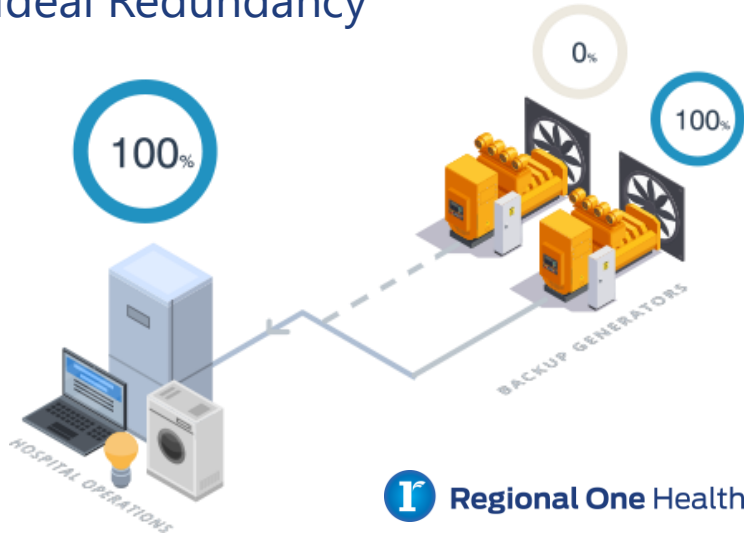 Ideal Redundancy
0%
100%
100%
BACKUP GENERATORS
HOSPITAL OPERATIONS
r
Regional One Health